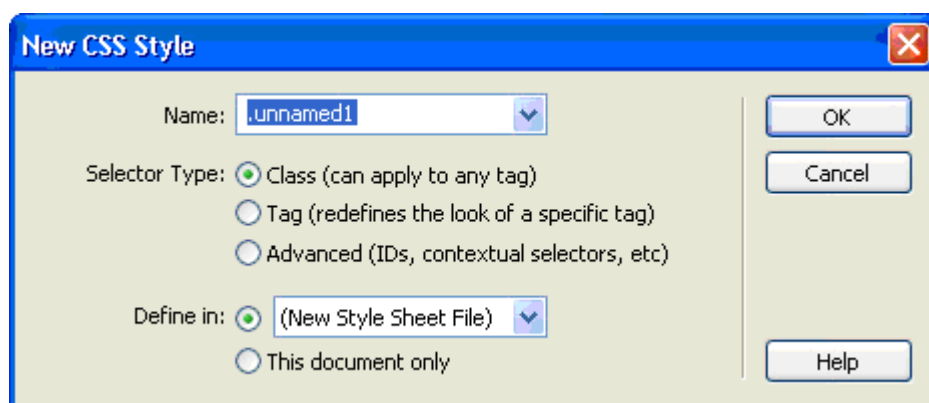 New CSS Style
Name: .unnamed1
OK
Selector Type: Class (can apply to any tag)
Cancel
Tag (redefines the look of a specific tag)
Advanced (IDs, contextual selectors, etc)
Define in: (New Style Sheet File)
This document only
Help